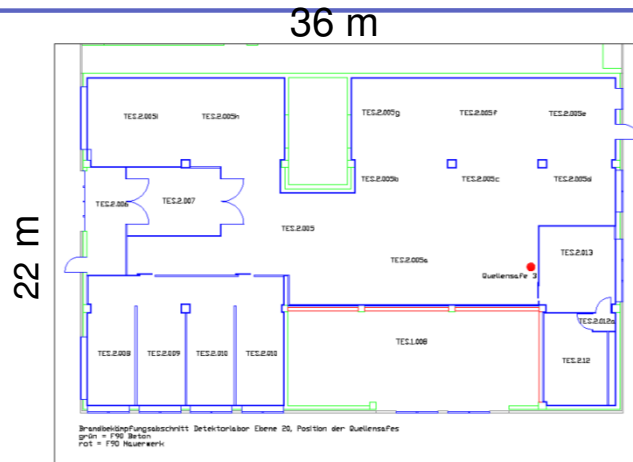 36 m
22 m
TES.2.005i TES.2.005h TES.2.005g TES.2.005f TES.2.005e
TES.2.005b TES.2.005c TES.2.005d
TES.2.006 TES.2.007
TES.2.005
TES.2.005a
TES.2.013
Quellensafe 3
TES.2.012a
TES.2.008 TES.2.009 TES.2.010 TES.2.010 TES.1.008 TES.2.12
Brandbekämpfungsabschnitt Detektorlabor Ebene 20, Position der Quellensafes
grün = F90 Beton
rot = F90 Mauerwerk